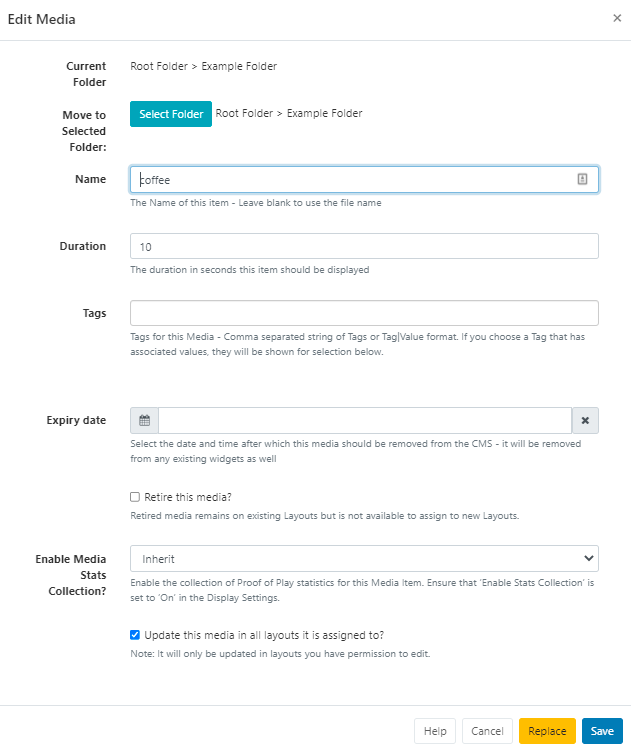 Edit Media
×
Current
Folder
Root Folder > Example Folder
Move to
Selected
Folder:
Select Folder
Root Folder > Example Folder
Name
coffee
The Name of this item - Leave blank to use the file name
Duration
10
The duration in seconds this item should be displayed
Tags
Tags for this Media - Comma separated string of Tags or Tag|Value format. If you choose a Tag that has
associated values, they will be shown for selection below.
Expiry date
Select the date and time after which this media should be removed from the CMS - it will be removed
from any existing widgets as well
Retire this media?
Retired media remains on existing Layouts but is not available to assign to new Layouts.
Enable Media
Stats
Collection?
Inherit
Enable the collection of Proof of Play statistics for this Media Item. Ensure that 'Enable Stats Collection' is
set to 'On' in the Display Settings.
Update this media in all layouts it is assigned to?
Note: It will only be updated in layouts you have permission to edit.
Help
Cancel
Replace
Save